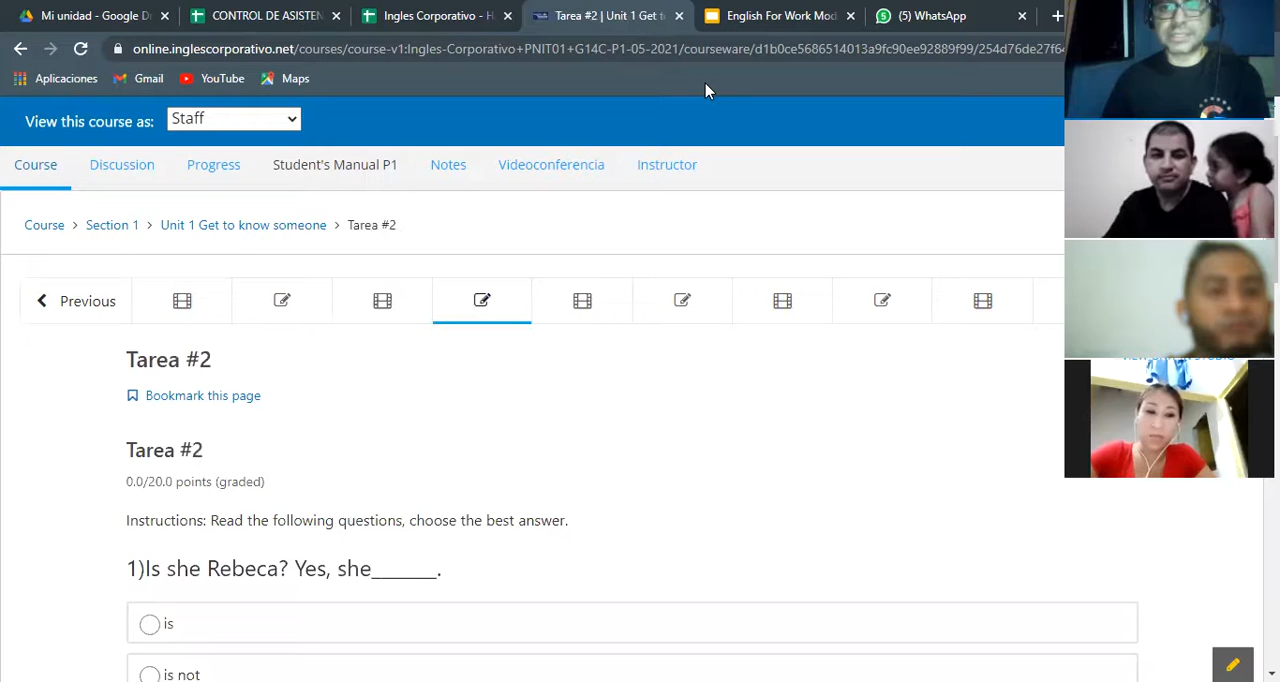 Mi unidad - Google D
CONTROL DE ASISTEN
Ingles Corporativo - H
Tarea #2 | Unit 1 Get t
English For Work Mod
(5) WhatsApp
online.inglescorporativo.net/courses/course-v1:Ingles-Corporativo+PNIT01+G14C-P1-05-2021/courseware/d1b0ce5686514013a9fc90ee92889f99/254d76de27f64
Aplicaciones
Gmail
YouTube
Maps
View this course as:
Staff
Course
Discussion
Progress
Student's Manual P1
Notes
Videoconferencia
Instructor
Course > Section 1 > Unit 1 Get to know someone > Tarea #2
Previous
Tarea #2
Bookmark this page
Tarea #2
0.0/20.0 points (graded)
Instructions: Read the following questions, choose the best answer.
1)Is she Rebeca? Yes, she_______.
is
is not